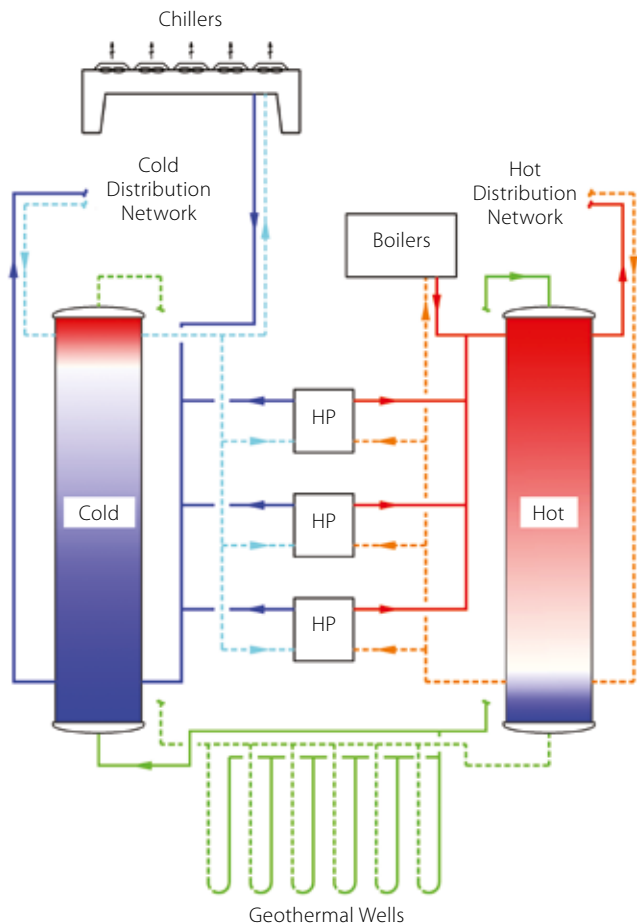 Chillers
Cold
Distribution
Network
Hot
Distribution
Network
Boilers
HP
Cold
HP
Hot
HP
Geothermal Wells